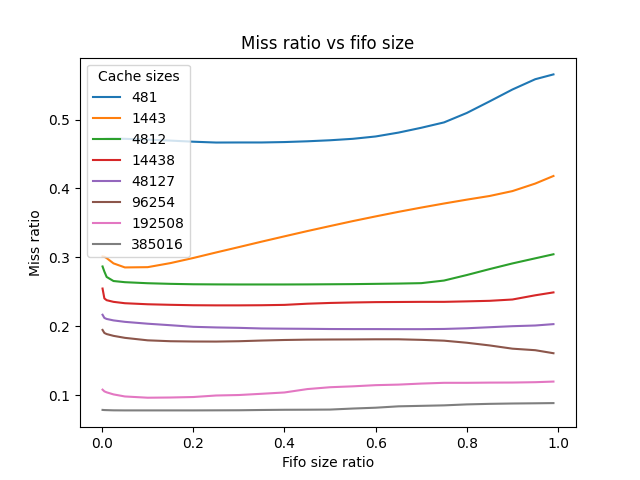 Miss ratio vs fifo size
Cache sizes
481
1443
4812
14438
48127
96254
192508
385016
0.5
0.4
0.3
0.2
0.1
Miss ratio
0.0 0.2 0.4 0.6 0.8 1.0
Fifo size ratio